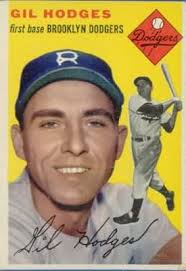 GIL HODGES
first base BROOKLYN DODGERS
Dodgers
B
Gil Hodges